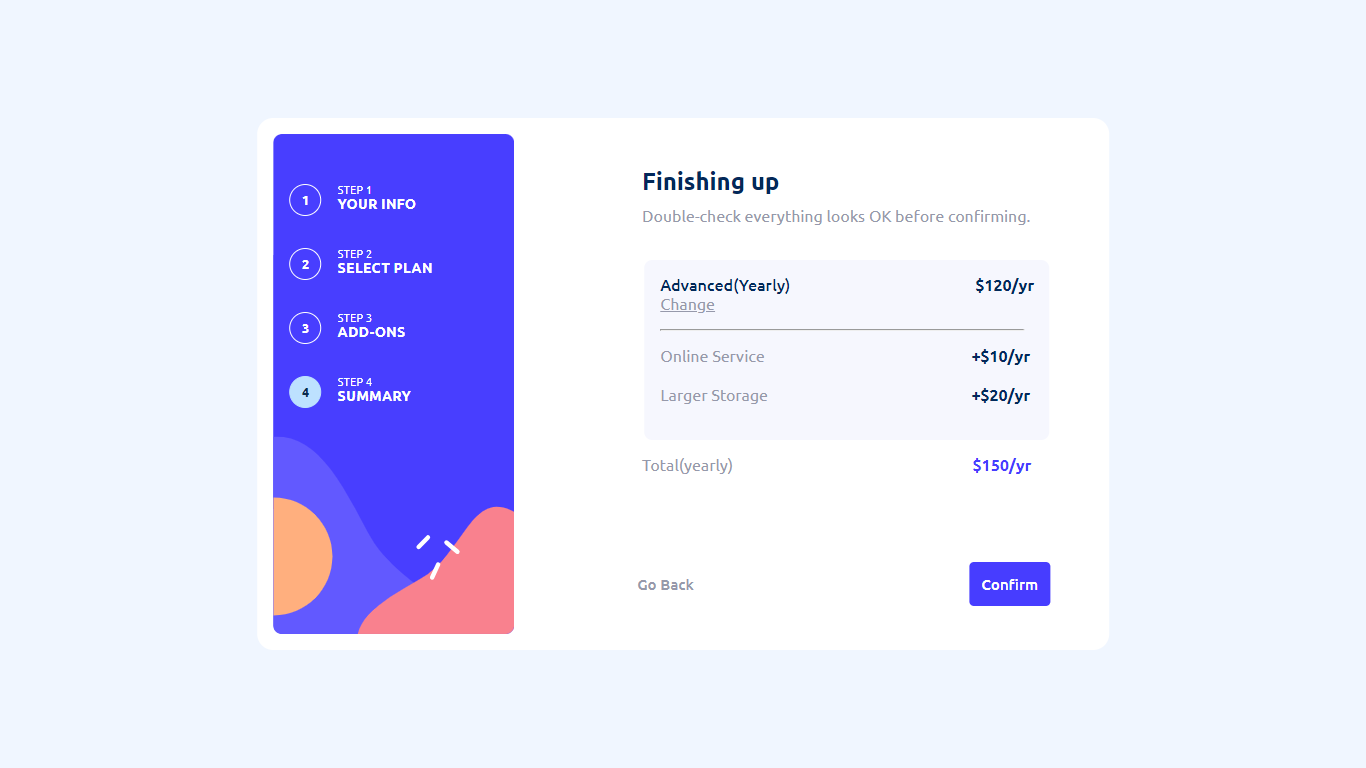 1
STEP 1
YOUR INFO
2
STEP 2
SELECT PLAN
3
STEP 3
ADD-ONS
4
STEP 4
SUMMARY
Finishing up
Double-check everything looks OK before confirming.
Advanced(Yearly) $120/yr
Change
Online Service +$10/yr
Larger Storage +$20/yr
Total(yearly) $150/yr
Go Back Confirm